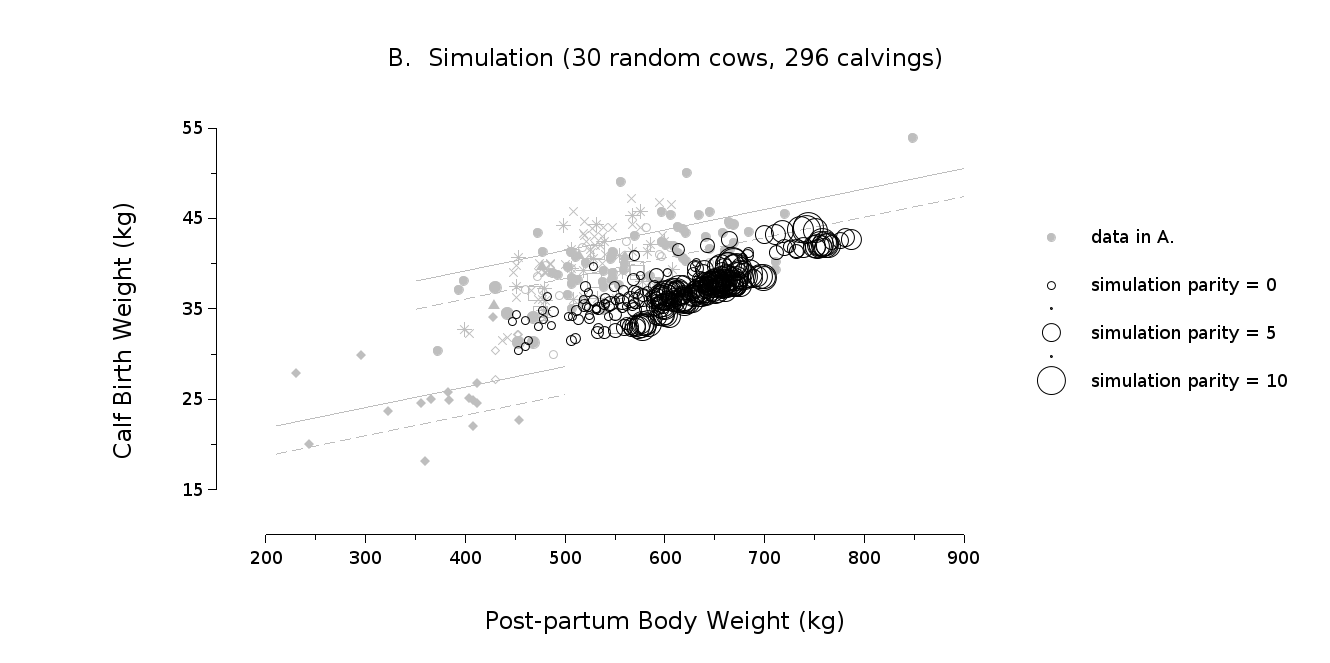 B.  Simulation (30 random cows, 296 calvings)
Calf Birth Weight (kg)
55
45
35
25
15
data in A.
simulation parity = 0
simulation parity = 5
simulation parity = 10
200 300 400 500 600 700 800 900
Post-partum Body Weight (kg)